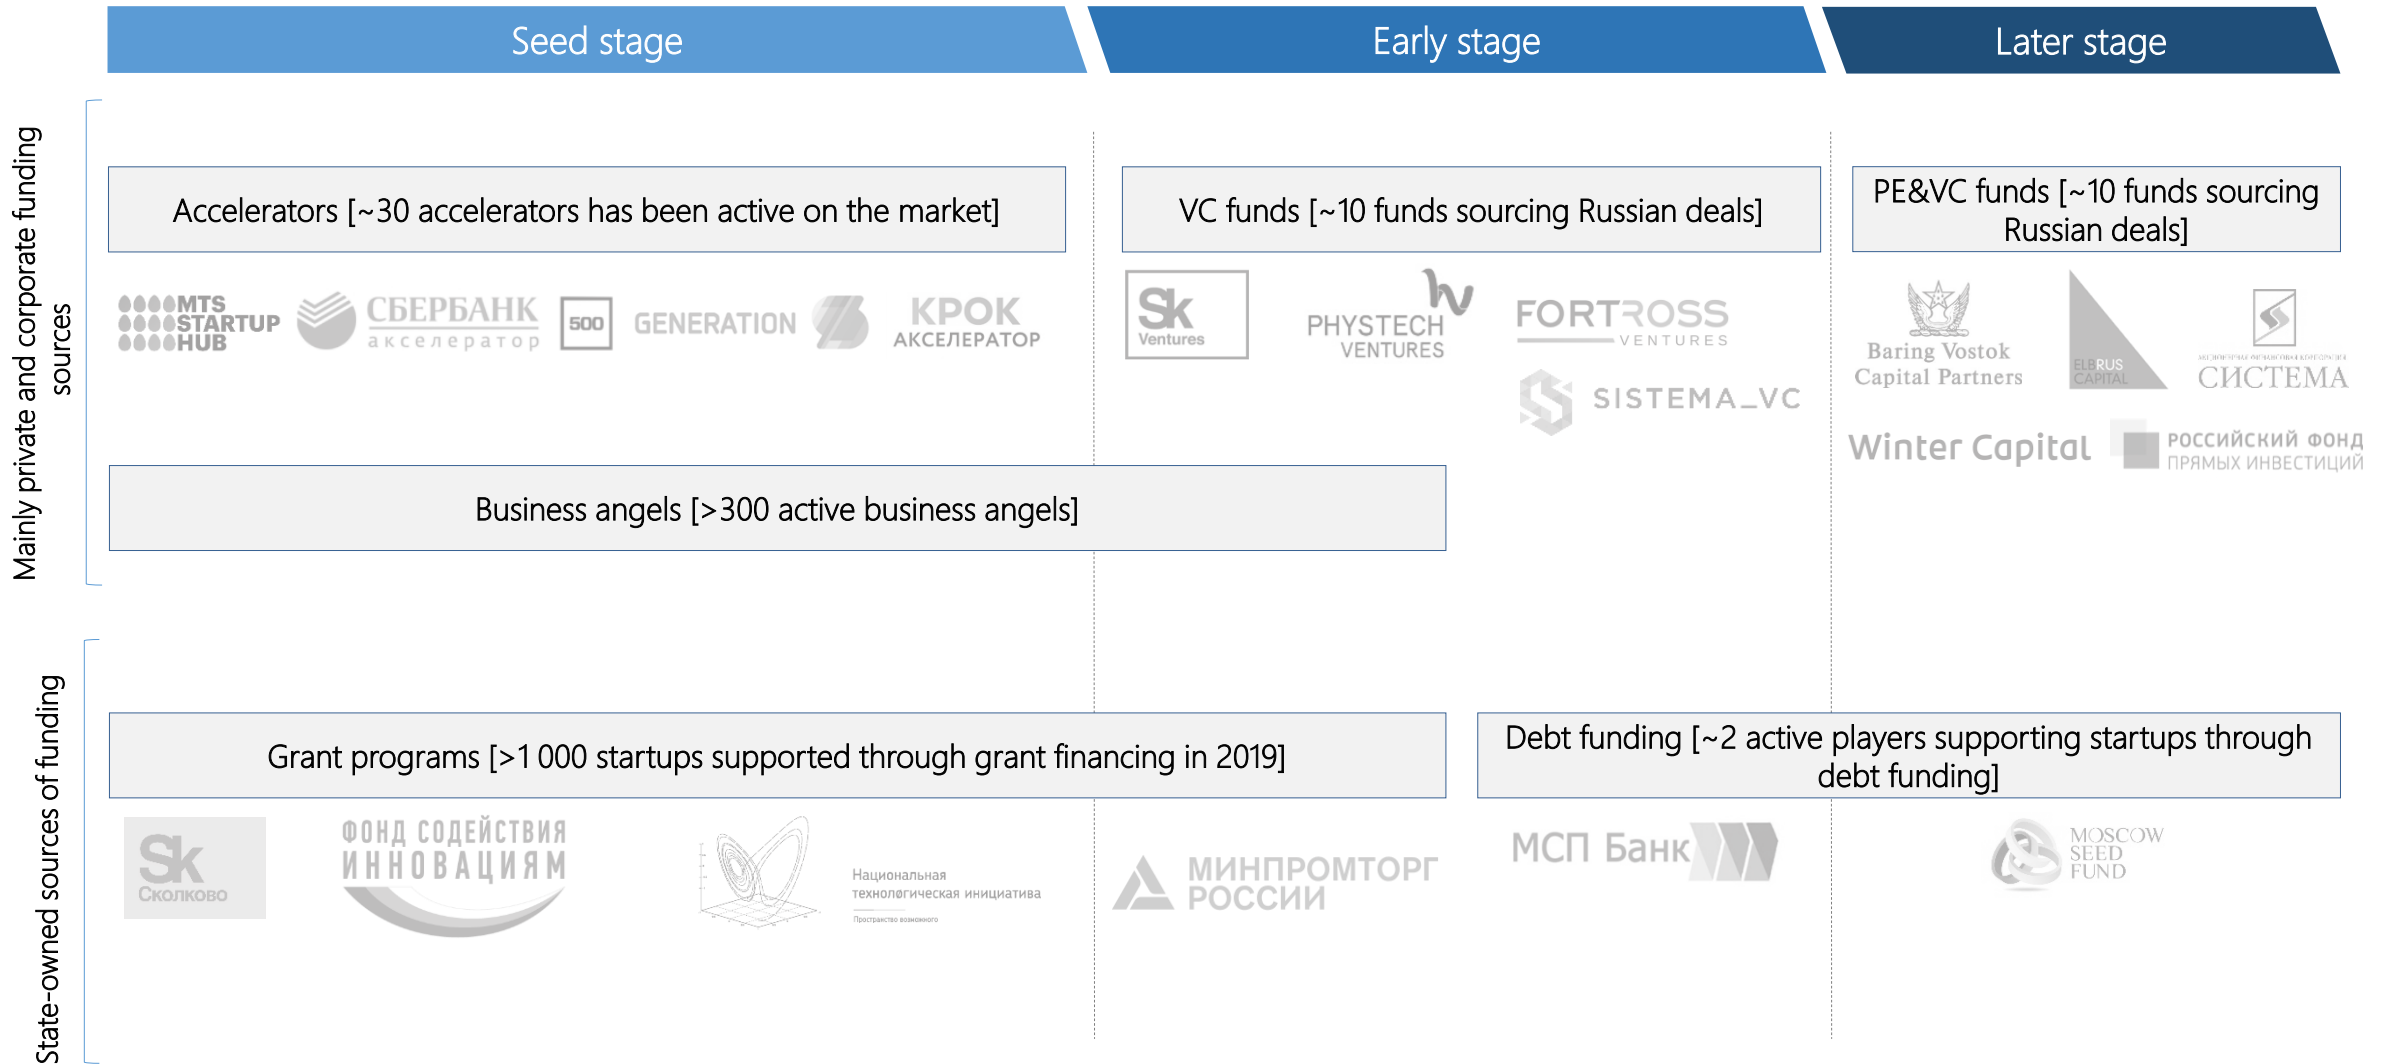 Seed stage
Early stage
Later stage
Mainly private and corporate funding
sources
Accelerators [~30 accelerators has been active on the market]
VC funds [~10 funds sourcing Russian deals]
PE&VC funds [~10 funds sourcing
Russian deals]
MTS
STARTUP
HUB
СБЕРБАНК
акселератор
500
GENERATION
КРОК
АКСЕЛЕРАТОР
Sk
Ventures
PHYSTECH
VENTURES
FORTROSS
VENTURES
SISTEMA_VC
Baring Vostok
Capital Partners
ELBRUS
CAPITAL
АКЦИОНЕРНАЯ ФИНАНСОВАЯ КОРПОРАЦИЯ
СИСТЕМА
Winter Capital
РОССИЙСКИЙ ФОНД
ПРЯМЫХ ИНВЕСТИЦИЙ
Business angels [>300 active business angels]
State-owned sources of funding
Grant programs [>1 000 startups supported through grant financing in 2019]
Debt funding [~2 active players supporting startups through
debt funding]
Sk
Сколково
ФОНД СОДЕЙСТВИЯ
ИННОВАЦИЯМ
Национальная
технологическая инициатива
Пространство возможного
МИНПРОМТОРГ
РОССИИ
МСП Банк
MOSCOW
SEED
FUND